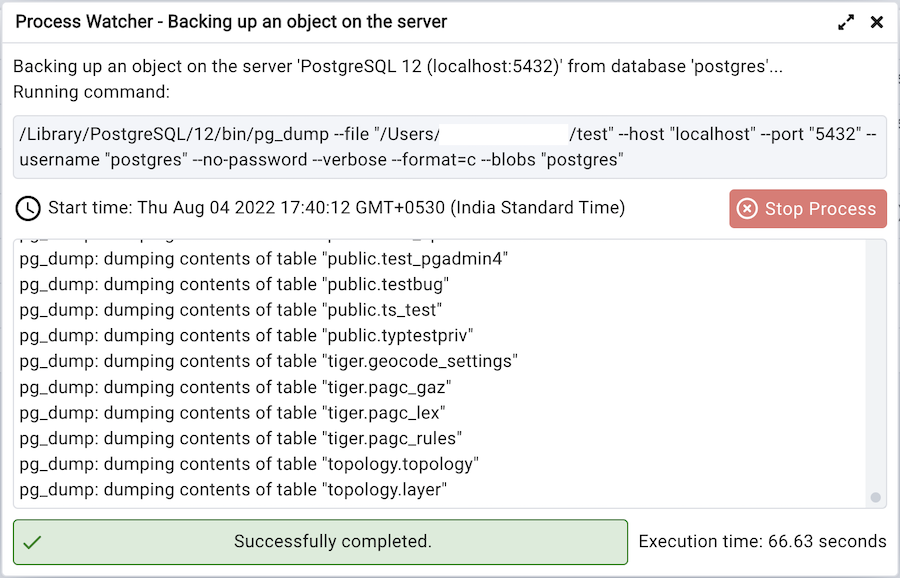 Process Watcher - Backing up an object on the server
Backing up an object on the server 'PostgreSQL 12 (localhost:5432)' from database 'postgres'...
Running command:
/Library/PostgreSQL/12/bin/pg_dump --file "/Users/ /test" --host "localhost" --port "5432" --
username "postgres" --no-password --verbose --format=c --blobs "postgres"
Start time: Thu Aug 04 2022 17:40:12 GMT+0530 (India Standard Time)
Stop Process
pg_dump: dumping contents of table "public.test_pgadmin4"
pg_dump: dumping contents of table "public.testbug"
pg_dump: dumping contents of table "public.ts_test"
pg_dump: dumping contents of table "public.typtestpriv"
pg_dump: dumping contents of table "tiger.geocode_settings"
pg_dump: dumping contents of table "tiger.pagc_gaz"
pg_dump: dumping contents of table "tiger.pagc_lex"
pg_dump: dumping contents of table "tiger.pagc_rules"
pg_dump: dumping contents of table "topology.topology"
pg_dump: dumping contents of table "topology.layer"
Successfully completed.
Execution time: 66.63 seconds